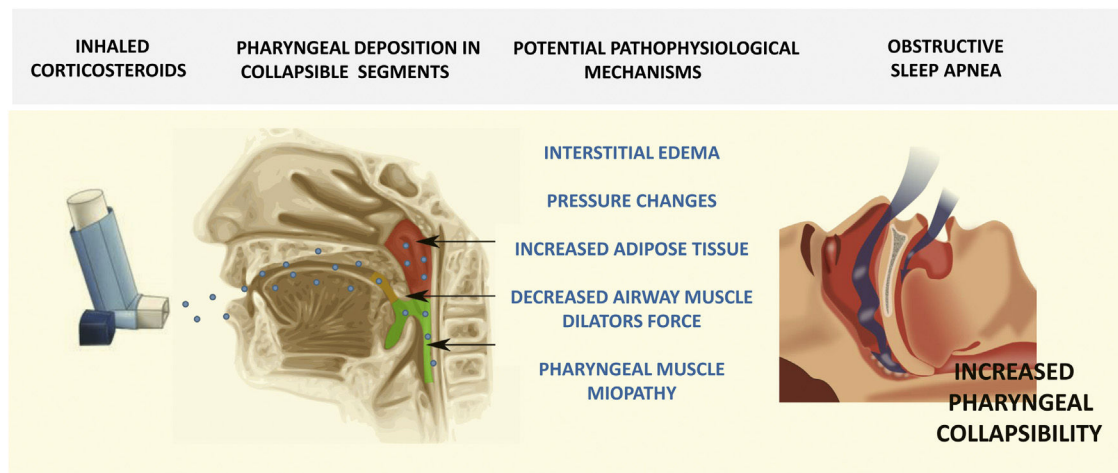 INHALED
CORTICOSTEROIDS
PHARYNGEAL DEPOSITION IN
COLLAPSIBLE SEGMENTS
POTENTIAL PATHOPHYSIOLOGICAL
MECHANISMS
OBSTRUCTIVE
SLEEP APNEA
INTERSTITIAL EDEMA
PRESSURE CHANGES
INCREASED ADIPOSE TISSUE
DECREASED AIRWAY MUSCLE
DILATORS FORCE
PHARYNGEAL MUSCLE
MIOPATHY
INCREASED
PHARYNGEAL
COLLAPSIBILITY